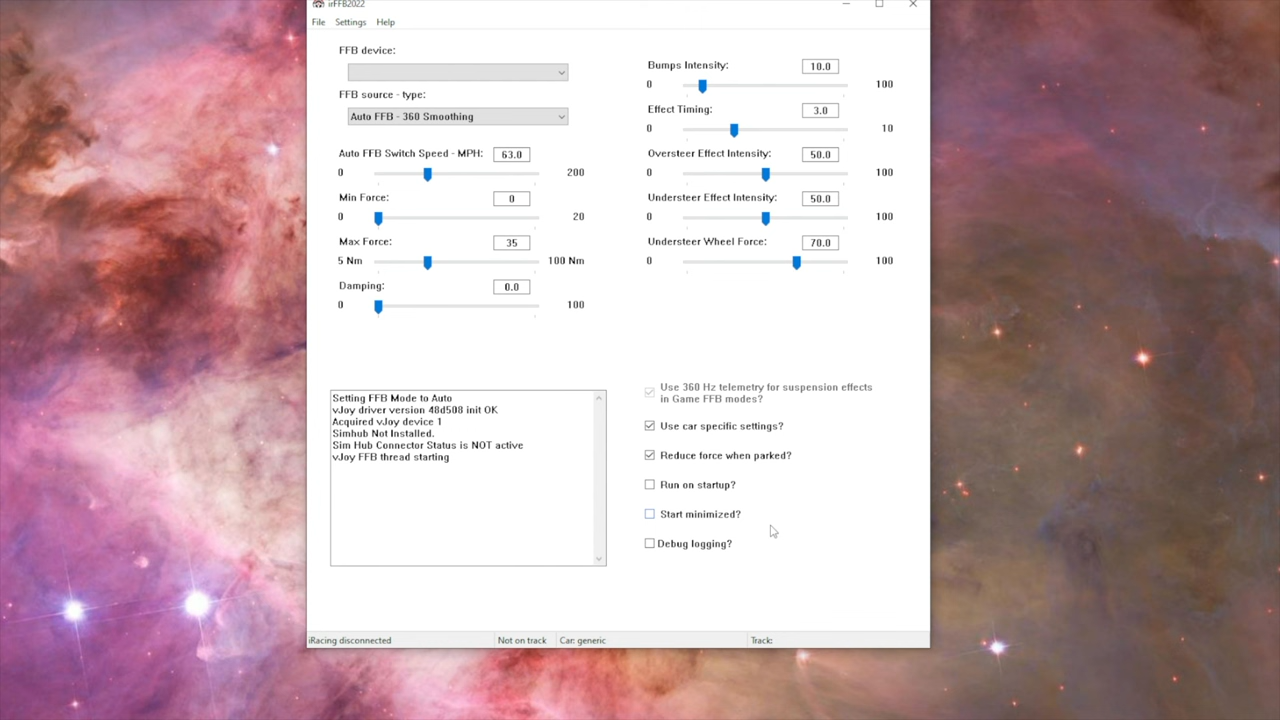 irFFB2022
File Settings Help
FFB device:
FFB source - type:
Auto FFB - 360 Smoothing
Auto FFB Switch Speed - MPH: 63.0
0 200
Min Force: 0
0 20
Max Force: 35
5 Nm 100 Nm
Damping: 0.0
0 100
Bumps Intensity: 10.0
0 100
Effect Timing: 3.0
0 10
Oversteer Effect Intensity: 50.0
0 100
Understeer Effect Intensity: 50.0
0 100
Understeer Wheel Force: 70.0
0 100
Setting FFB Mode to Auto
vJoy driver version 48d508 init OK
Acquired vJoy device 1
Simhub Not Installed.
Sim Hub Connector Status is NOT active
vJoy FFB thread starting
Use 360 Hz telemetry for suspension effects
in Game FFB modes?
Use car specific settings?
Reduce force when parked?
Run on startup?
Start minimized?
Debug logging?
iRacing disconnected Not on track Car: generic Track: